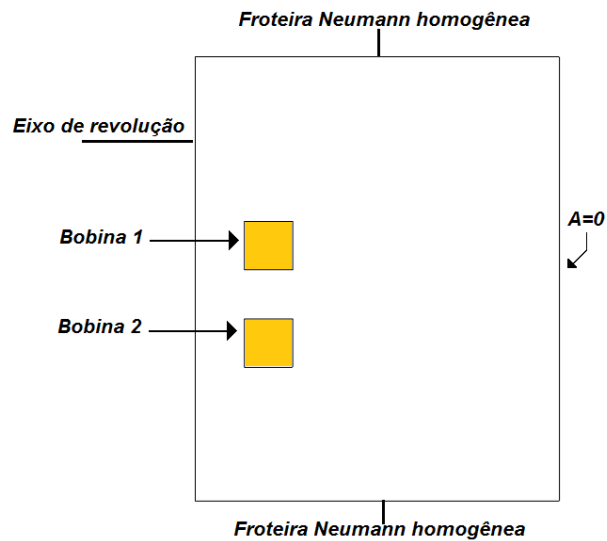 Froteira Neumann homogênea
Eixo de revolução
A=0
Bobina 1
Bobina 2
Froteira Neumann homogênea